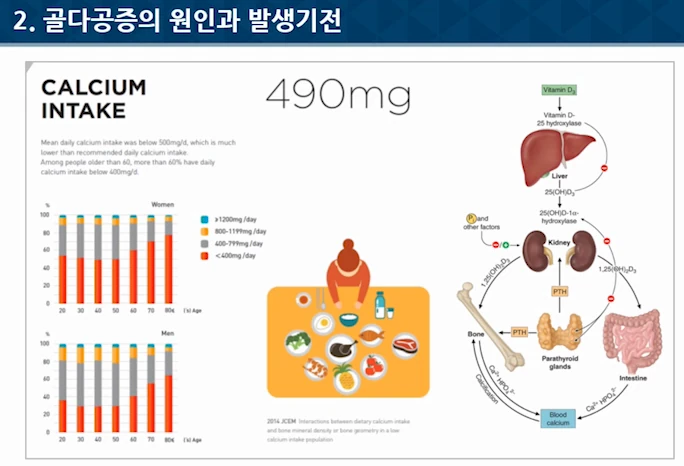 2. 골다공증의 원인과 발생기전
CALCIUM
INTAKE
490mg
Mean daily calcium intake was below 500mg/d, which is much
lower than recommended daily calcium intake.
Among people older than 60, more than 60% have daily
calcium intake below 400mg/d.
%
Women
100
80
60
40
20
0
20 30 40 50 60 70 80≤ ('s) Age
≥1200mg /day
800-1199mg /day
400-799mg /day
<400mg /day
%
Men
100
80
60
40
20
0
20 30 40 50 60 70 80≤ ('s) Age
2014 JCEM Interactions between dietary calcium intake
and bone mineral density or bone geometry in a low
calcium intake population.
Vitamin D₃
Vitamin D-
25 hydroxylase
Liver
25(OH)D₃
25(OH)D-1α-
hydroxylase
Pi and
other factors
Kidney
1,25(OH)₂D₃
1,25(OH)₂D₃
PTH
PTH
Bone
Parathyroid
glands
Intestine
Ca²⁺ HPO₄²⁻
Calcification
Ca²⁺ HPO₄²⁻
Blood
calcium